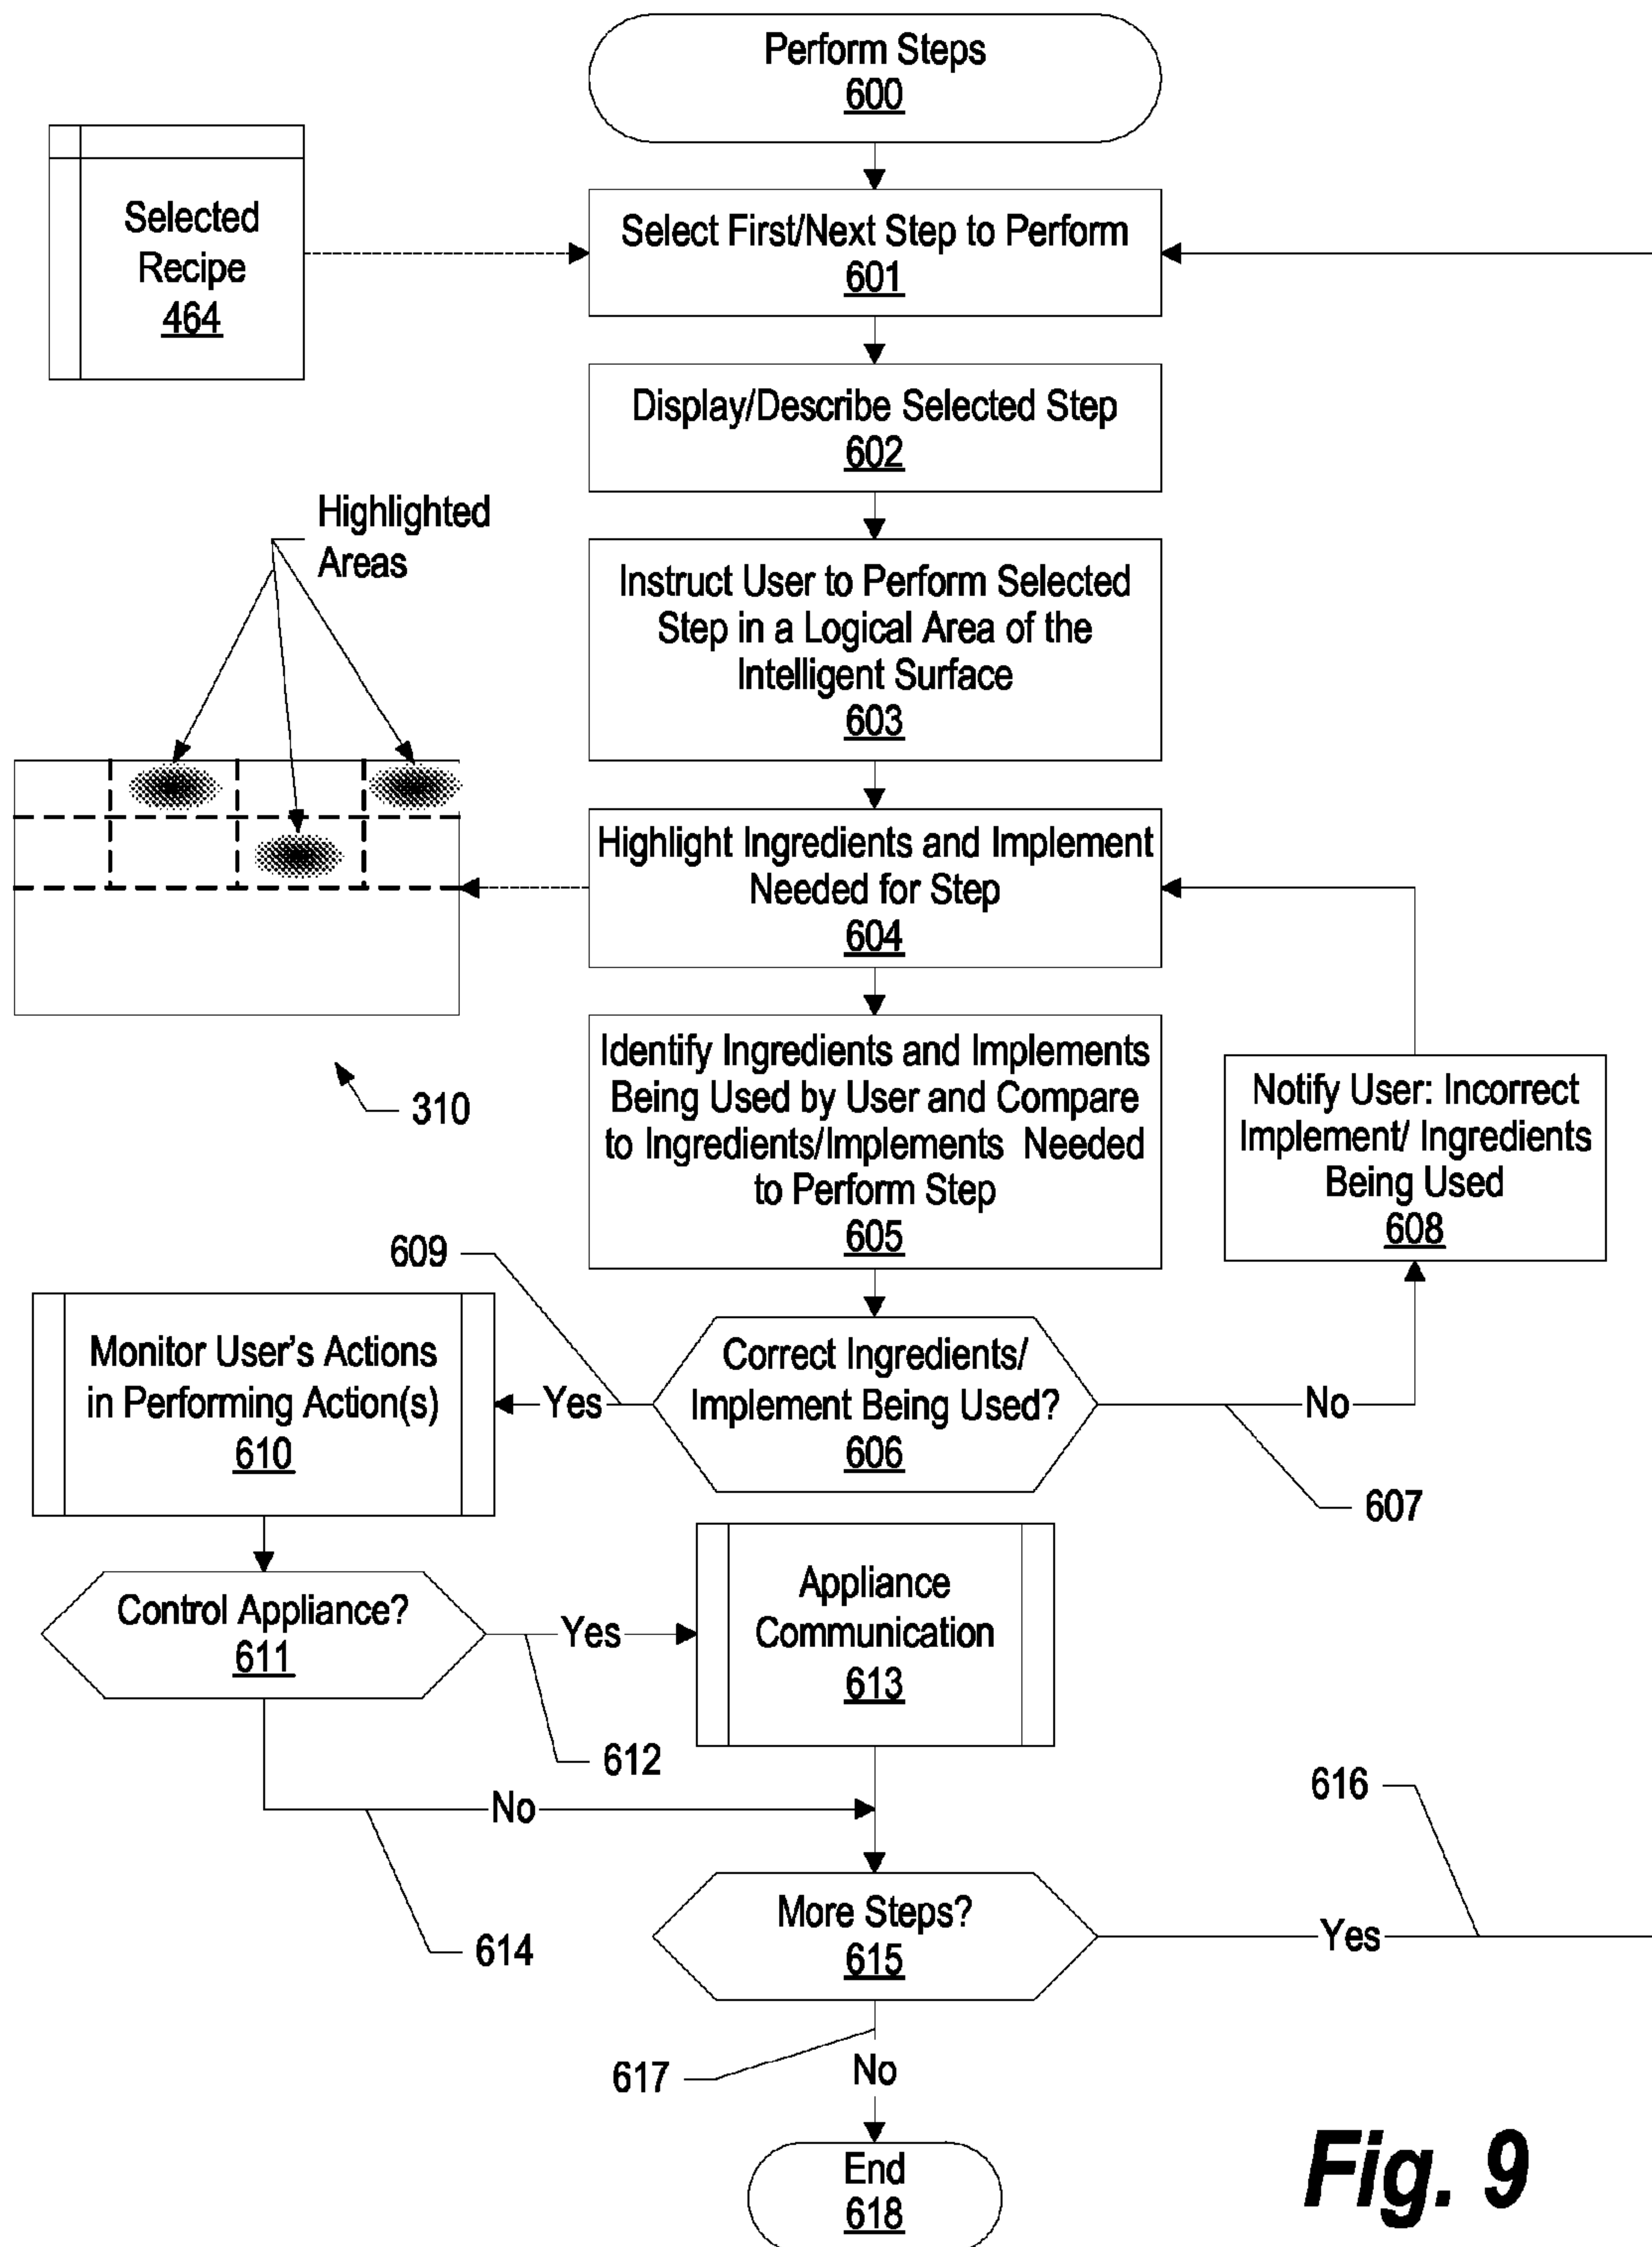 Perform Steps
600
Selected
Recipe
464
Select First/Next Step to Perform
601
Display/Describe Selected Step
602
Highlighted
Areas
Instruct User to Perform Selected
Step in a Logical Area of the
Intelligent Surface
603
Highlight Ingredients and Implement
Needed for Step
604
310
Identify Ingredients and Implements
Being Used by User and Compare
to Ingredients/Implements Needed
to Perform Step
605
Notify User: Incorrect
Implement/ Ingredients
Being Used
608
609
Monitor User's Actions
in Performing Action(s)
610
Yes
Correct Ingredients/
Implement Being Used?
606
No
607
Control Appliance?
611
Yes
612
Appliance
Communication
613
No
614
616
More Steps?
615
Yes
617
No
End
618
Fig. 9